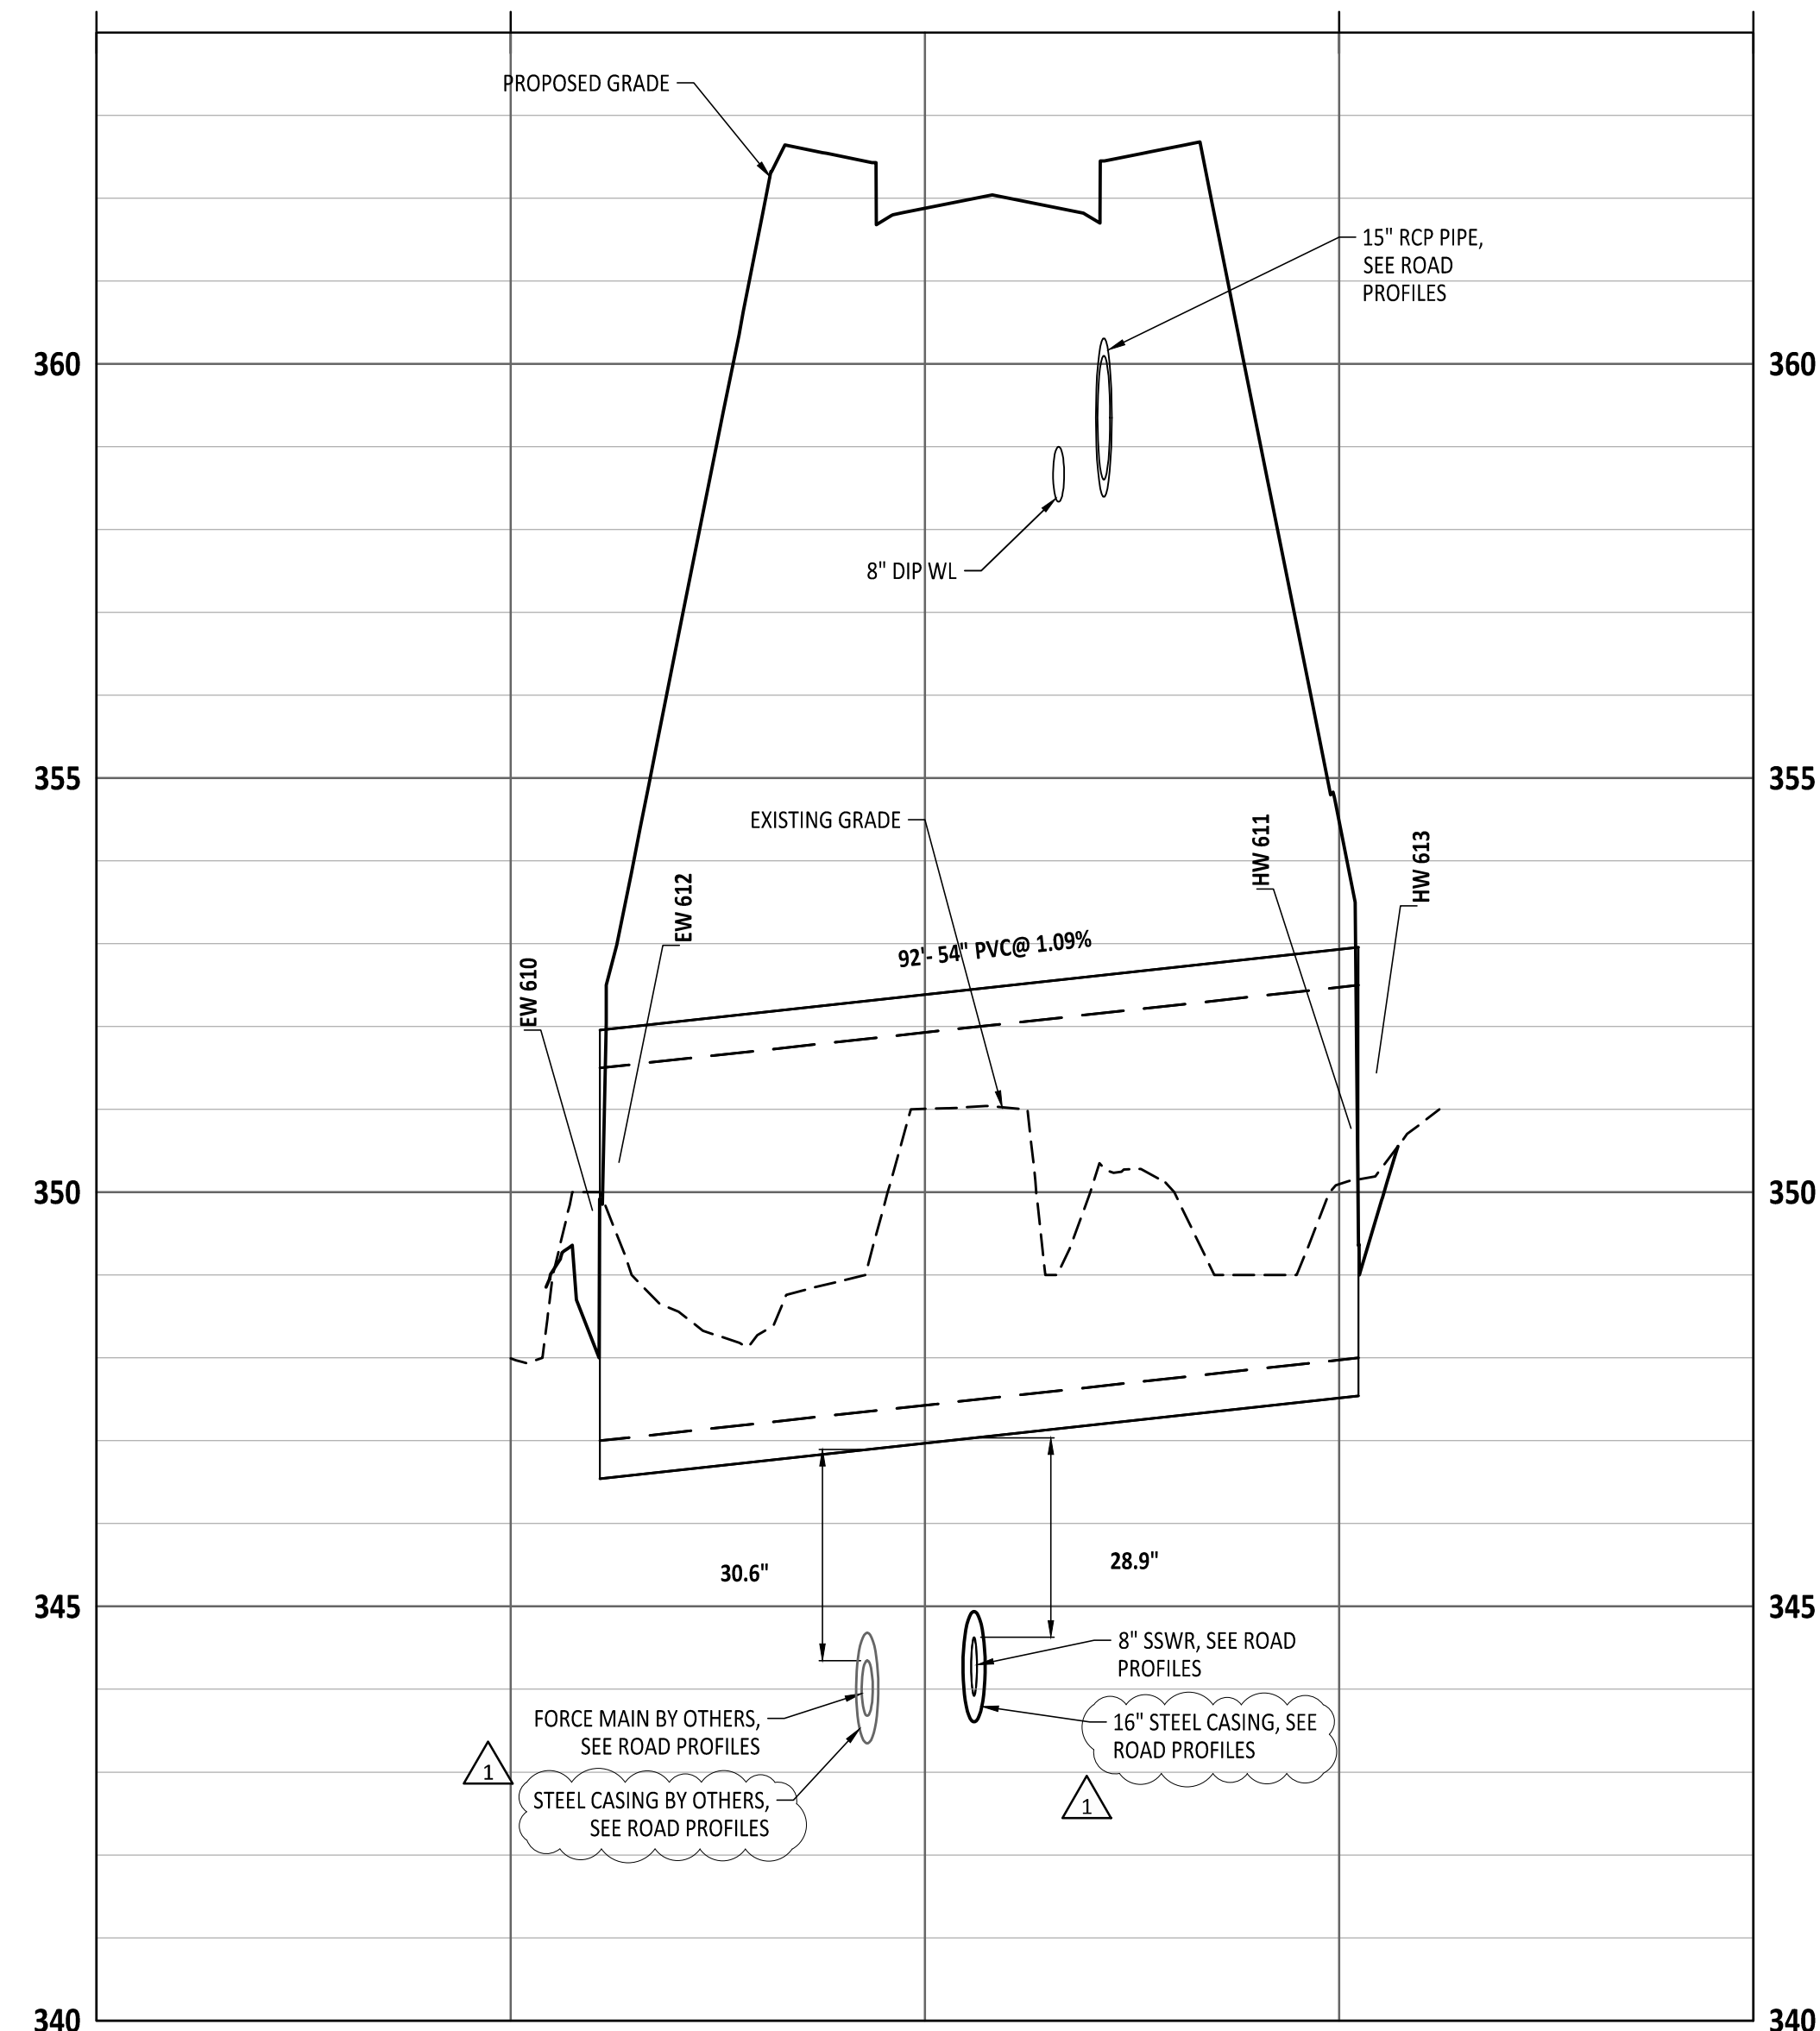 PROPOSED GRADE
15" RCP PIPE,
SEE ROAD
PROFILES
360
360
8" DIP WL
355
355
EXISTING GRADE
HW 611
HW 613
EW 612
92'- 54" PVC@ 1.09%
EW 610
350
350
30.6"
28.9"
345
345
8" SSWR, SEE ROAD
PROFILES
FORCE MAIN BY OTHERS,
SEE ROAD PROFILES
16" STEEL CASING, SEE
ROAD PROFILES
1
STEEL CASING BY OTHERS,
SEE ROAD PROFILES
1
340
340